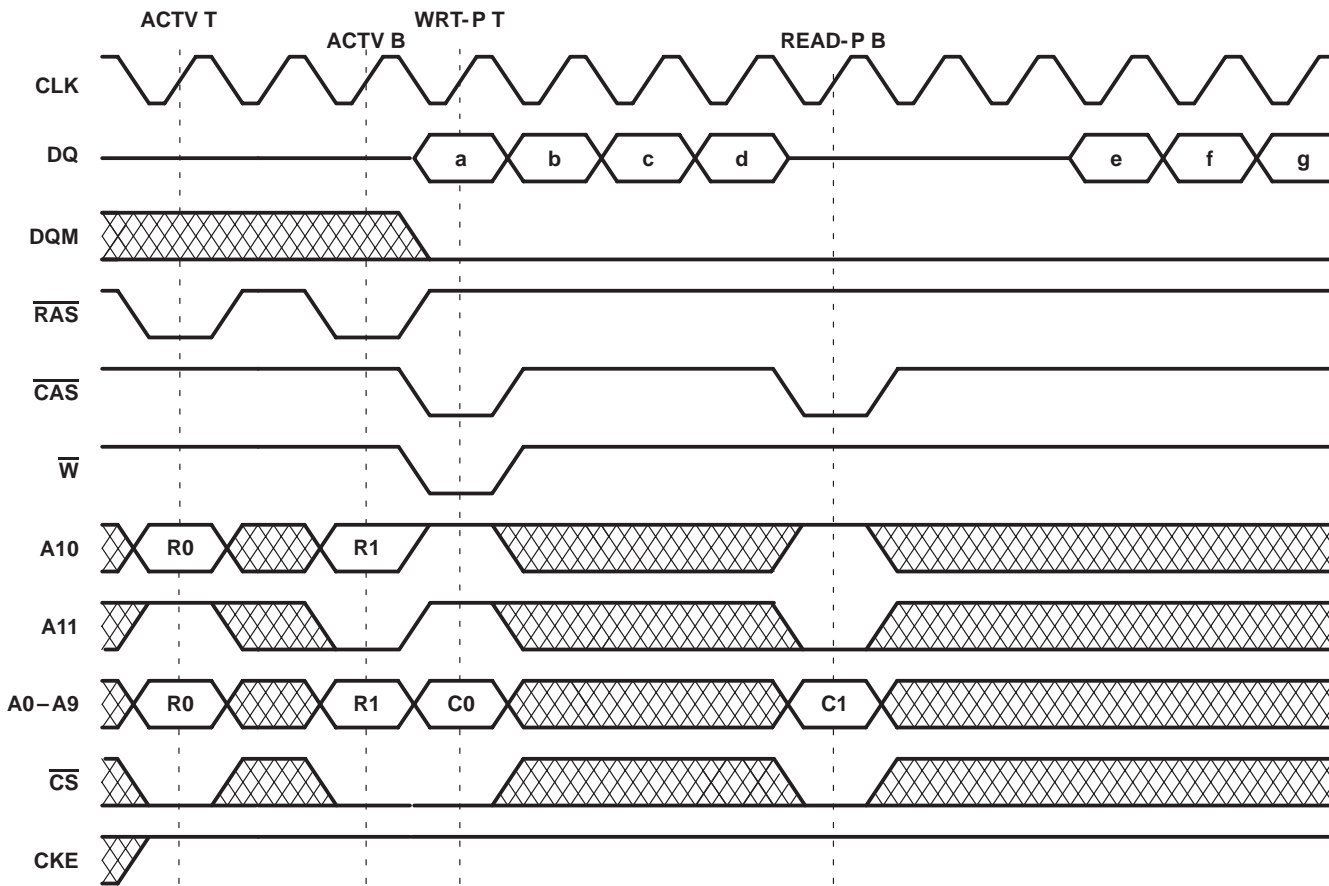 ACTV T
WRT-P T
ACTV B
READ-P B
CLK
DQ
a b c d e f g
DQM
RAS
CAS
W
A10
R0 R1
A11
A0–A9
R0 R1 C0 C1
CS
CKE